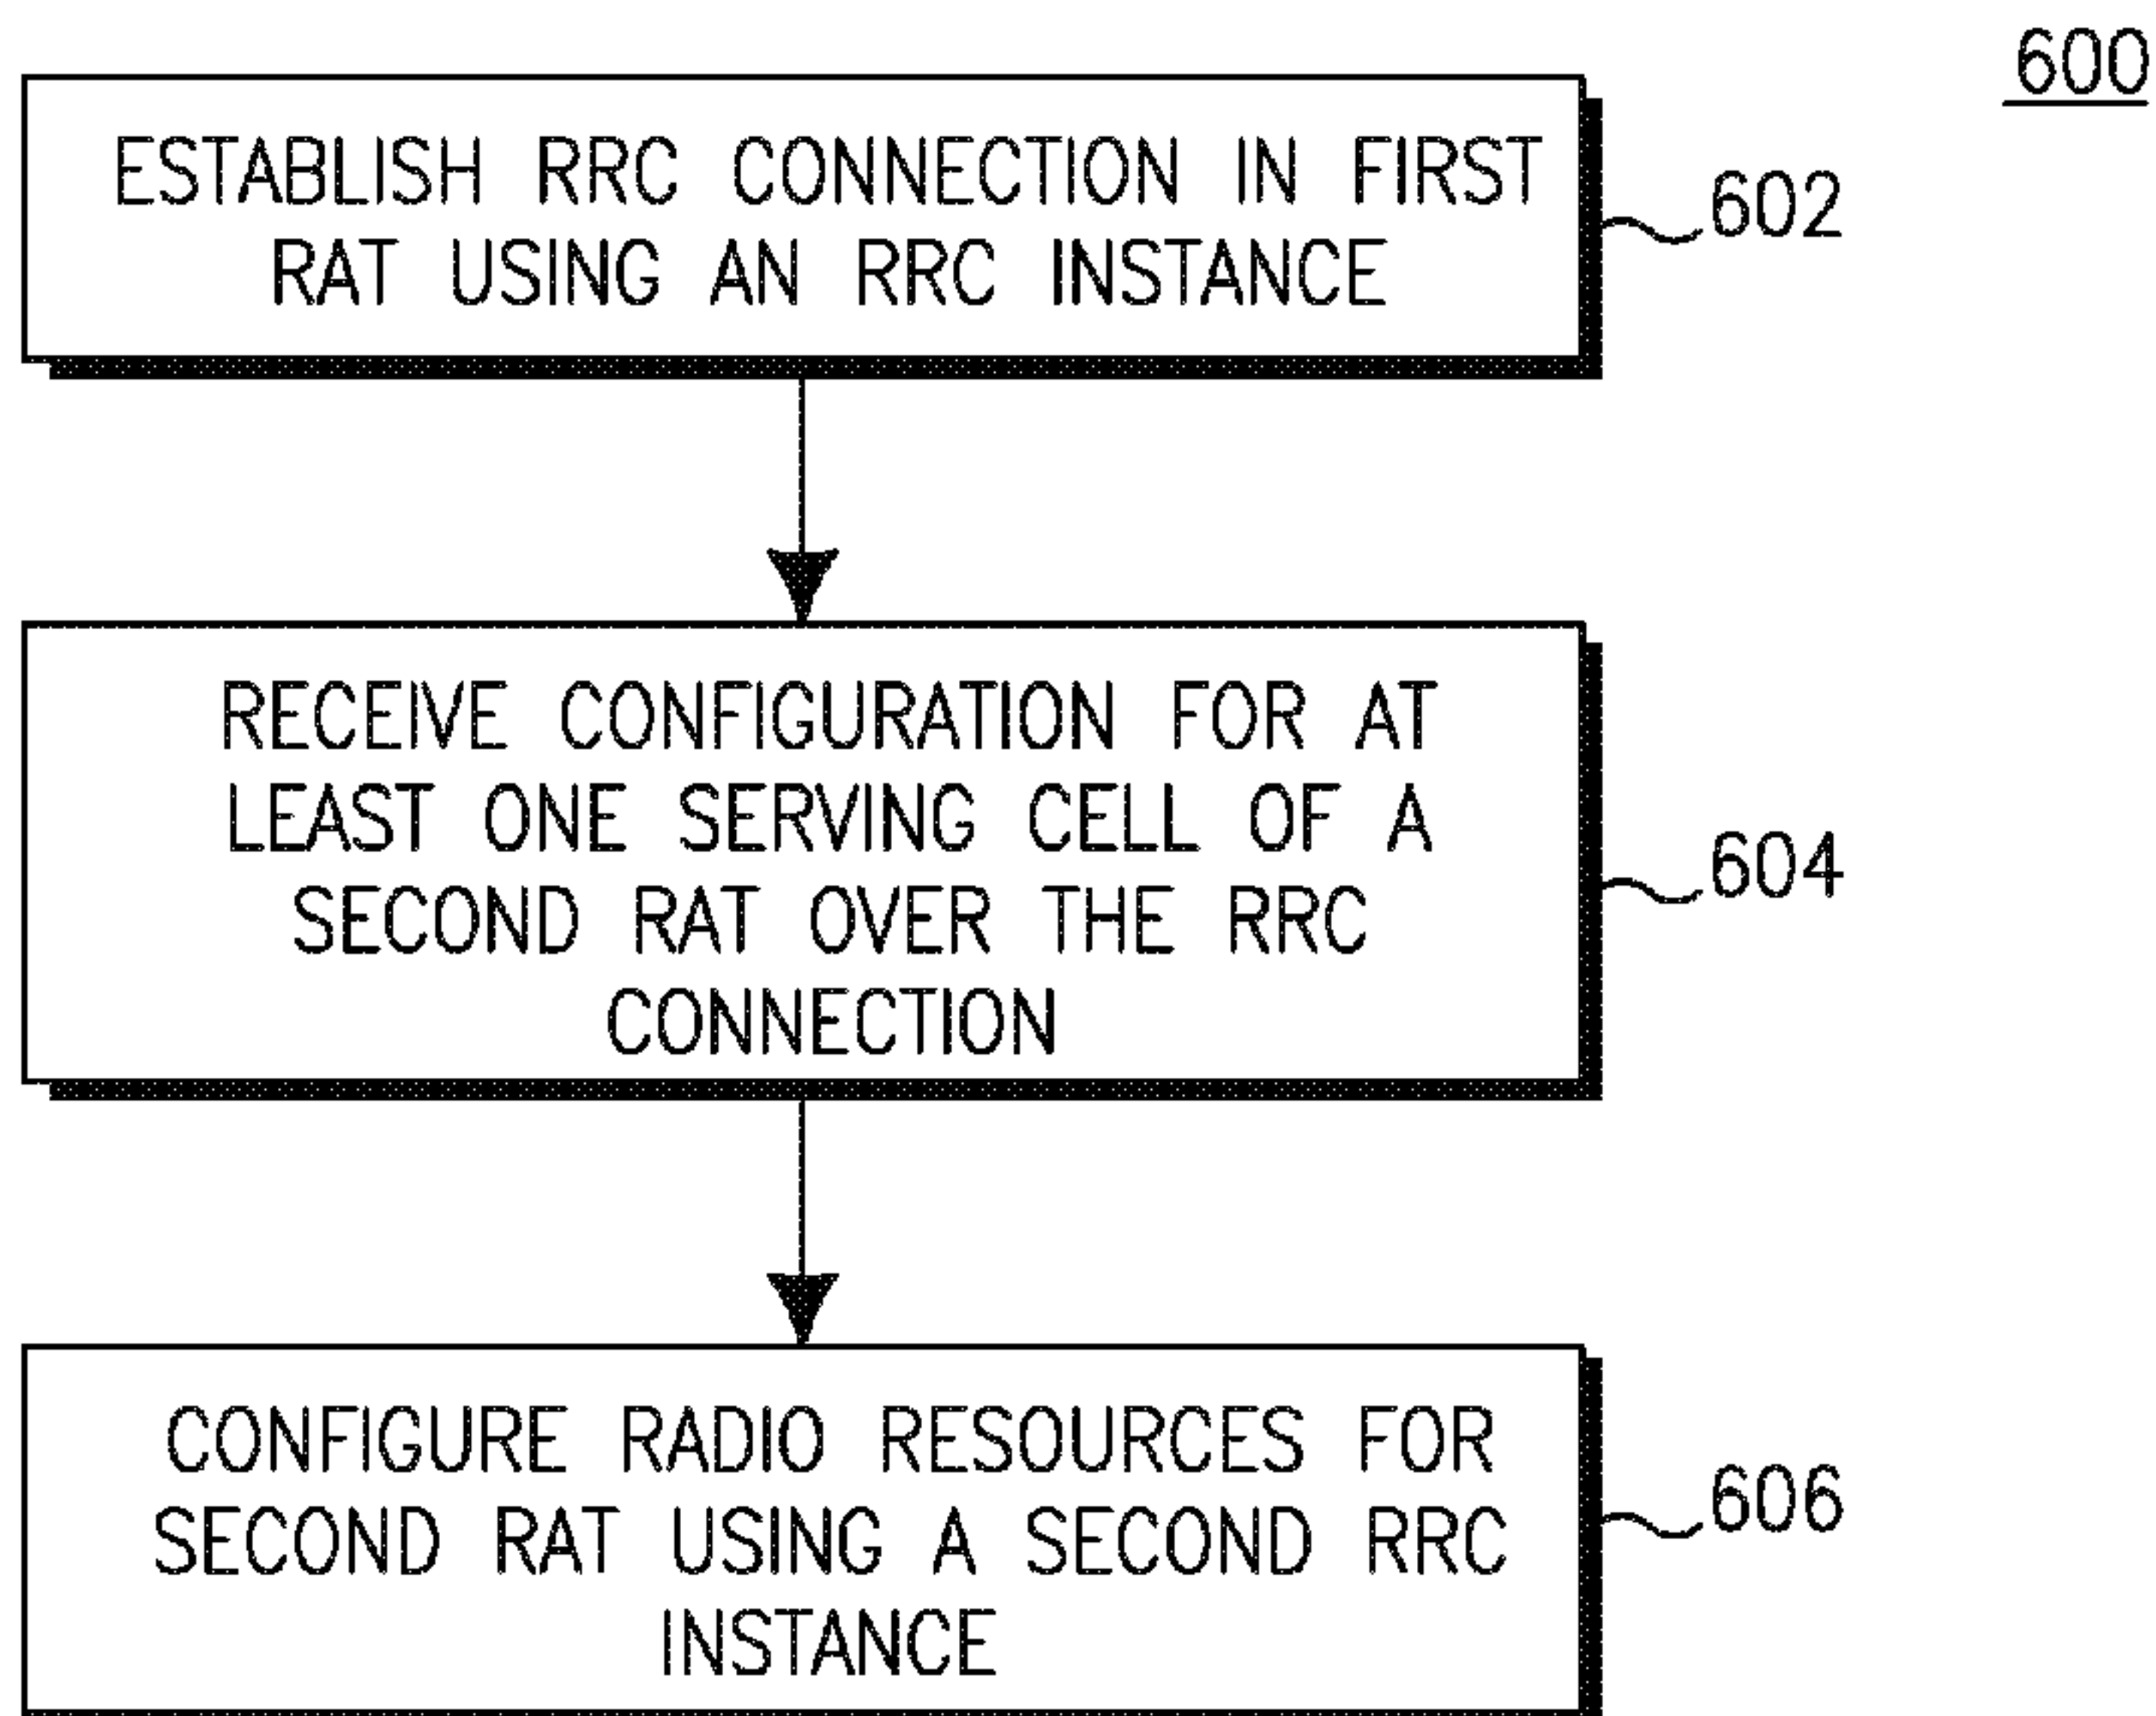 600
ESTABLISH RRC CONNECTION IN FIRST
RAT USING AN RRC INSTANCE
602
RECEIVE CONFIGURATION FOR AT
LEAST ONE SERVING CELL OF A
SECOND RAT OVER THE RRC
CONNECTION
604
CONFIGURE RADIO RESOURCES FOR
SECOND RAT USING A SECOND RRC
INSTANCE
606